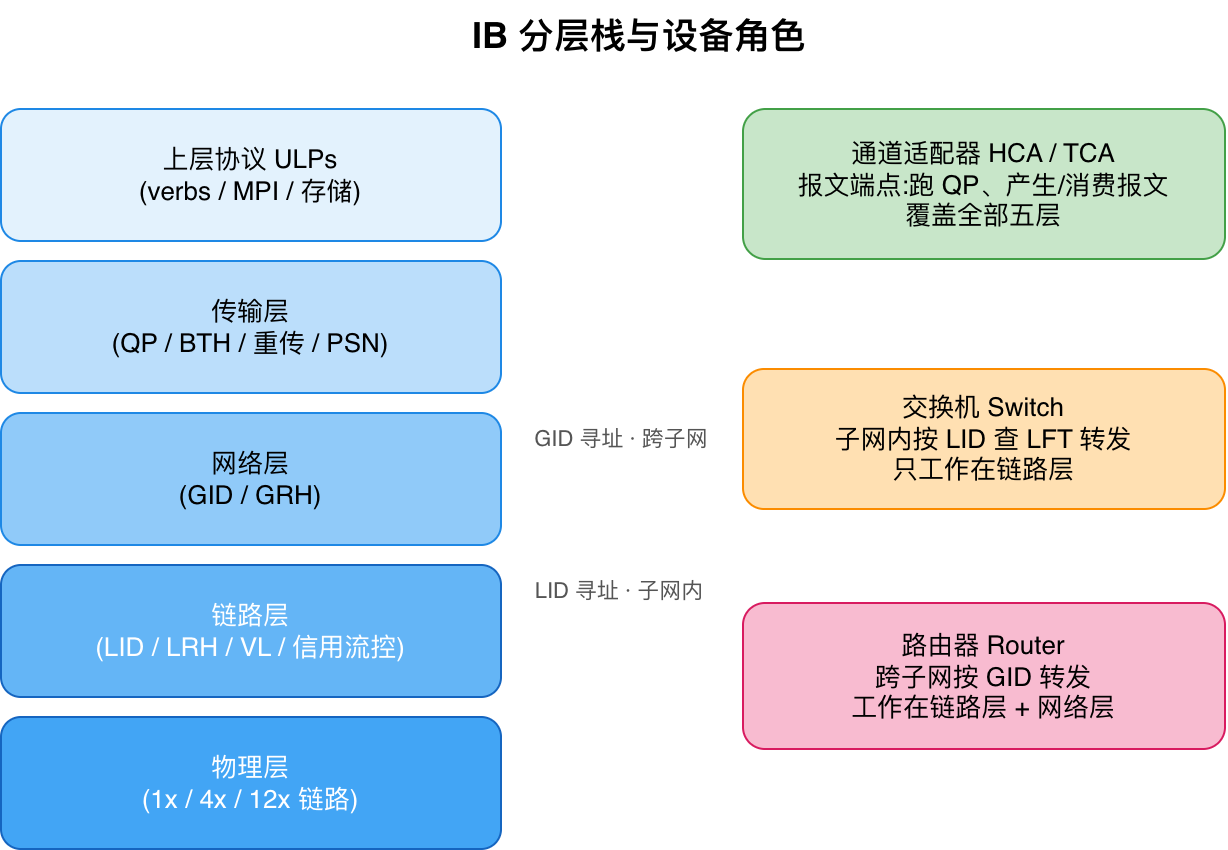 IB 分层栈与设备角色
上层协议 ULPs
(verbs / MPI / 存储)
传输层
(QP / BTH / 重传 / PSN)
网络层
(GID / GRH)
链路层
(LID / LRH / VL / 信用流控)
物理层
(1x / 4x / 12x 链路)
GID 寻址 · 跨子网
LID 寻址 · 子网内
通道适配器 HCA / TCA
报文端点:跑 QP、产生/消费报文
覆盖全部五层
交换机 Switch
子网内按 LID 查 LFT 转发
只工作在链路层
路由器 Router
跨子网按 GID 转发
工作在链路层 + 网络层